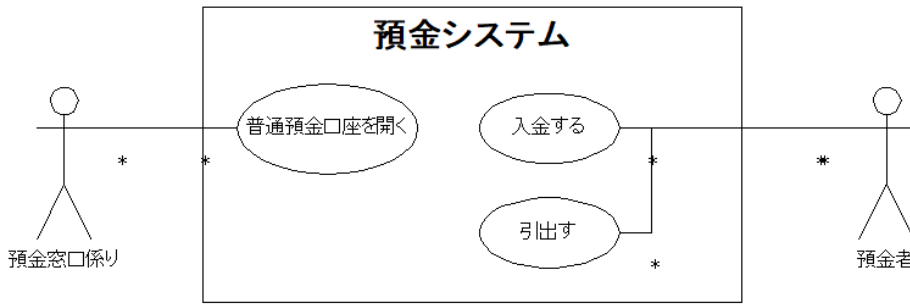 預金システム
普通預金口座を開く
入金する
*
*
*
*
引出す
*
預金窓口係り
預金者